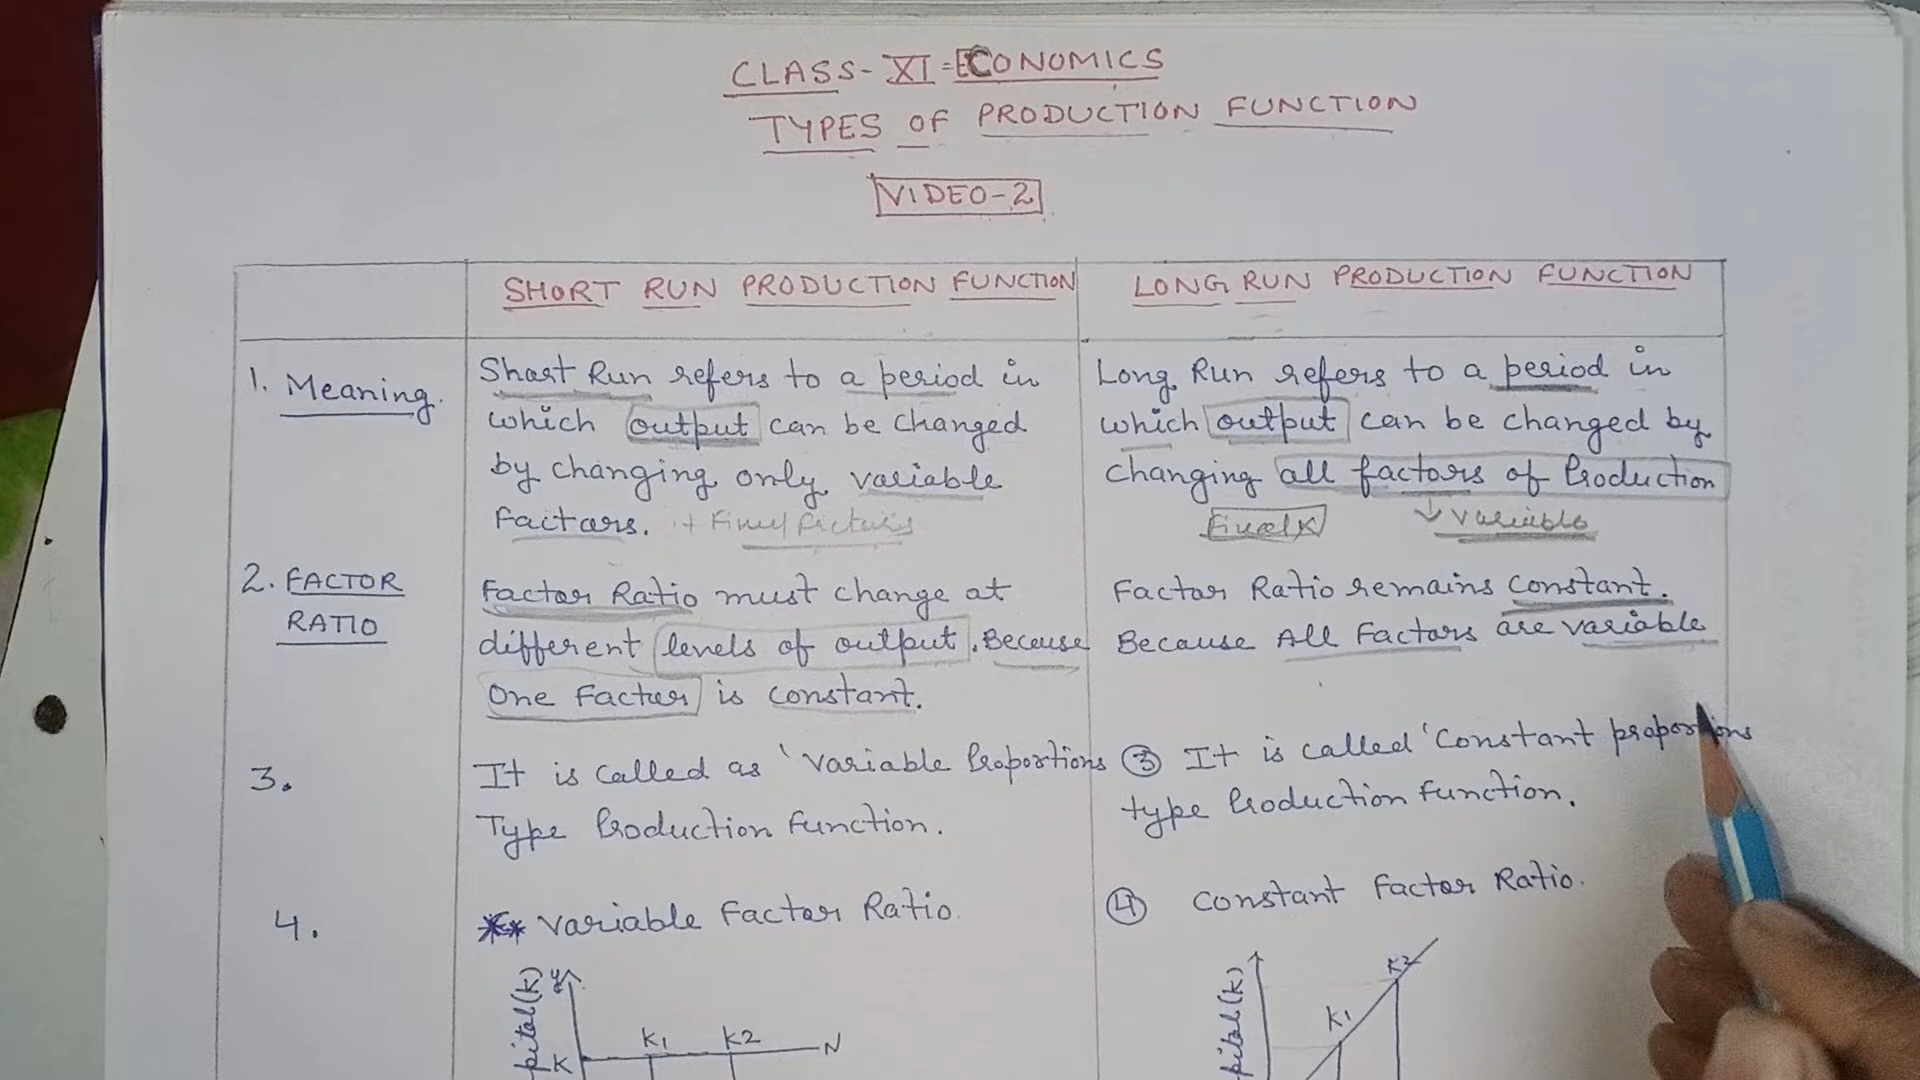 CLASS-XI=ECONOMICS
TYPES OF PRODUCTION FUNCTION
VIDEO-2
SHORT RUN PRODUCTION FUNCTION
LONG RUN PRODUCTION FUNCTION
1. Meaning.
Short Run refers to a period in
which output can be changed
by changing only variable
Factors. +
Long Run refers to a period in
which output can be changed by
changing all factors of Production
↓ variable
2. FACTOR
RATIO
Factor Ratio must change at
different levels of output. Because
One Factor is constant.
Factor Ratio remains constant.
Because All Factors are variable
3.
It is called as 'Variable Proportions
Type Production Function.
③ It is called 'Constant proportions
type Production function.
4.
** Variable Factor Ratio.
④ Constant Factor Ratio.
pital(K)
y
K1
K2
N
K
pital(K)
K1
K2